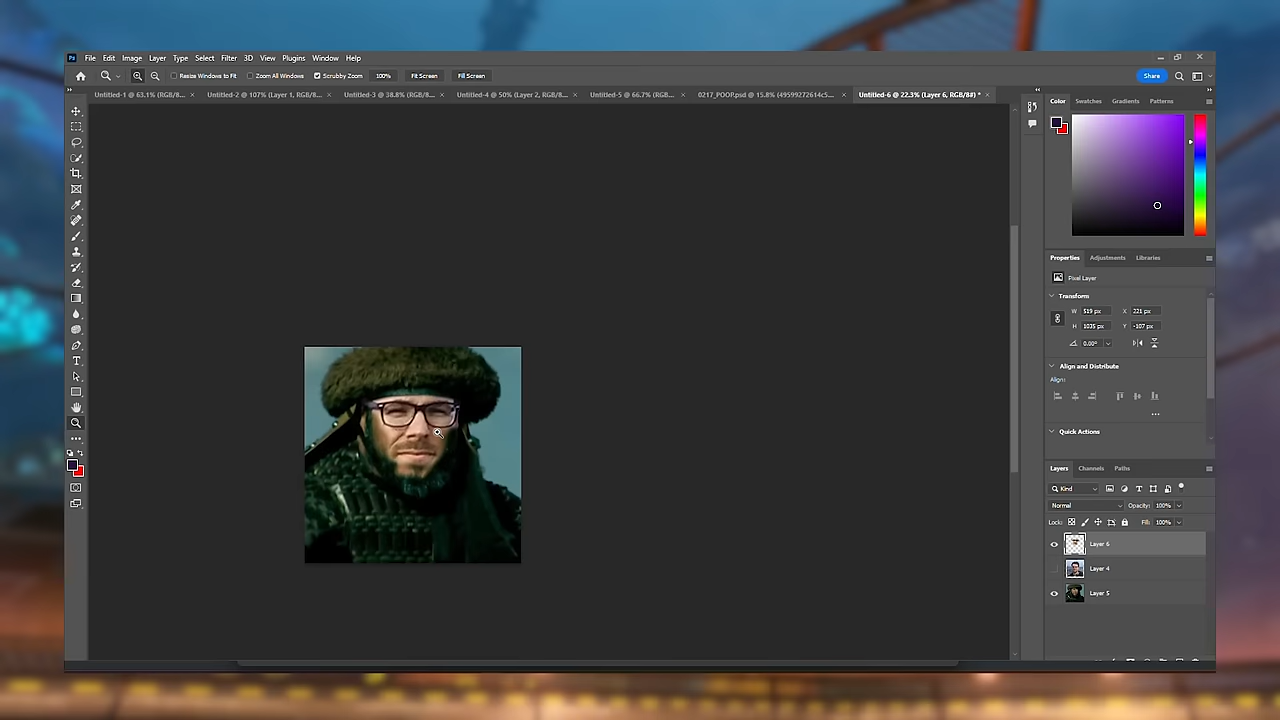 Ps File Edit Image Layer Type Select Filter 3D View Plugins Window Help
Resize Windows to Fit Zoom All Windows Scrubby Zoom 100% Fit Screen Fill Screen Share
Untitled-1 @ 63.1% (RGB/8... × Untitled-2 @ 107% (Layer 1, RGB/8... × Untitled-3 @ 38.8% (RGB/8... × Untitled-4 @ 50% (Layer 2, RGB/8... × Untitled-5 @ 66.7% (RGB... × 0217_POOP.psd @ 15.8% (49599272614c5... × Untitled-6 @ 22.3% (Layer 6, RGB/8#) * ×
Color Swatches Gradients Patterns
Properties Adjustments Libraries
Pixel Layer
Transform
W 519 px X 221 px
H 1035 px Y -107 px
0.00°
Align and Distribute
Align:
Quick Actions
Layers Channels Paths
Kind
Normal Opacity: 100%
Lock: Fill: 100%
Layer 6
Layer 4
Layer 5